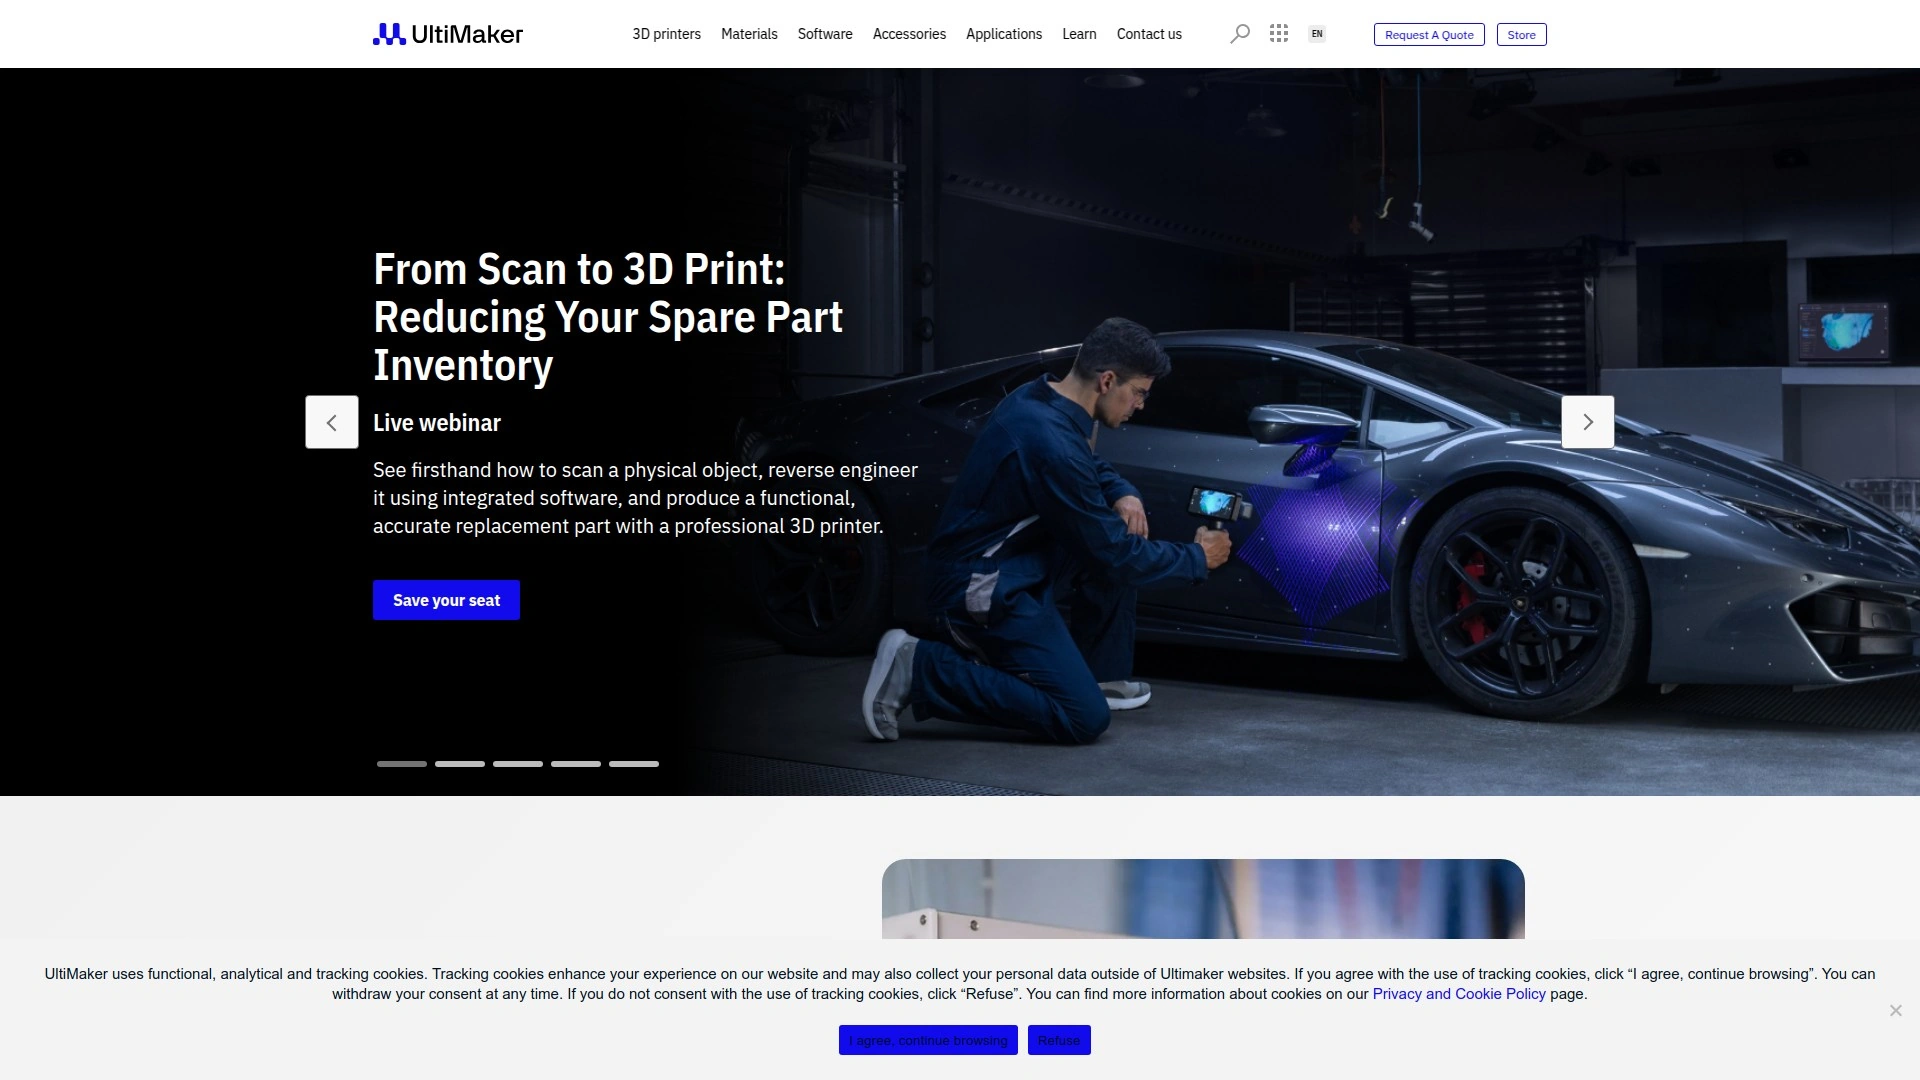 UltiMaker
3D printers Materials Software Accessories Applications Learn Contact us
EN
Request A Quote Store
From Scan to 3D Print:
Reducing Your Spare Part
Inventory
Live webinar
See firsthand how to scan a physical object, reverse engineer
it using integrated software, and produce a functional,
accurate replacement part with a professional 3D printer.
Save your seat
UltiMaker uses functional, analytical and tracking cookies. Tracking cookies enhance your experience on our website and may also collect your personal data outside of Ultimaker websites. If you agree with the use of tracking cookies, click “I agree, continue browsing”. You can
withdraw your consent at any time. If you do not consent with the use of tracking cookies, click “Refuse”. You can find more information about cookies on our Privacy and Cookie Policy page.
I agree, continue browsing Refuse